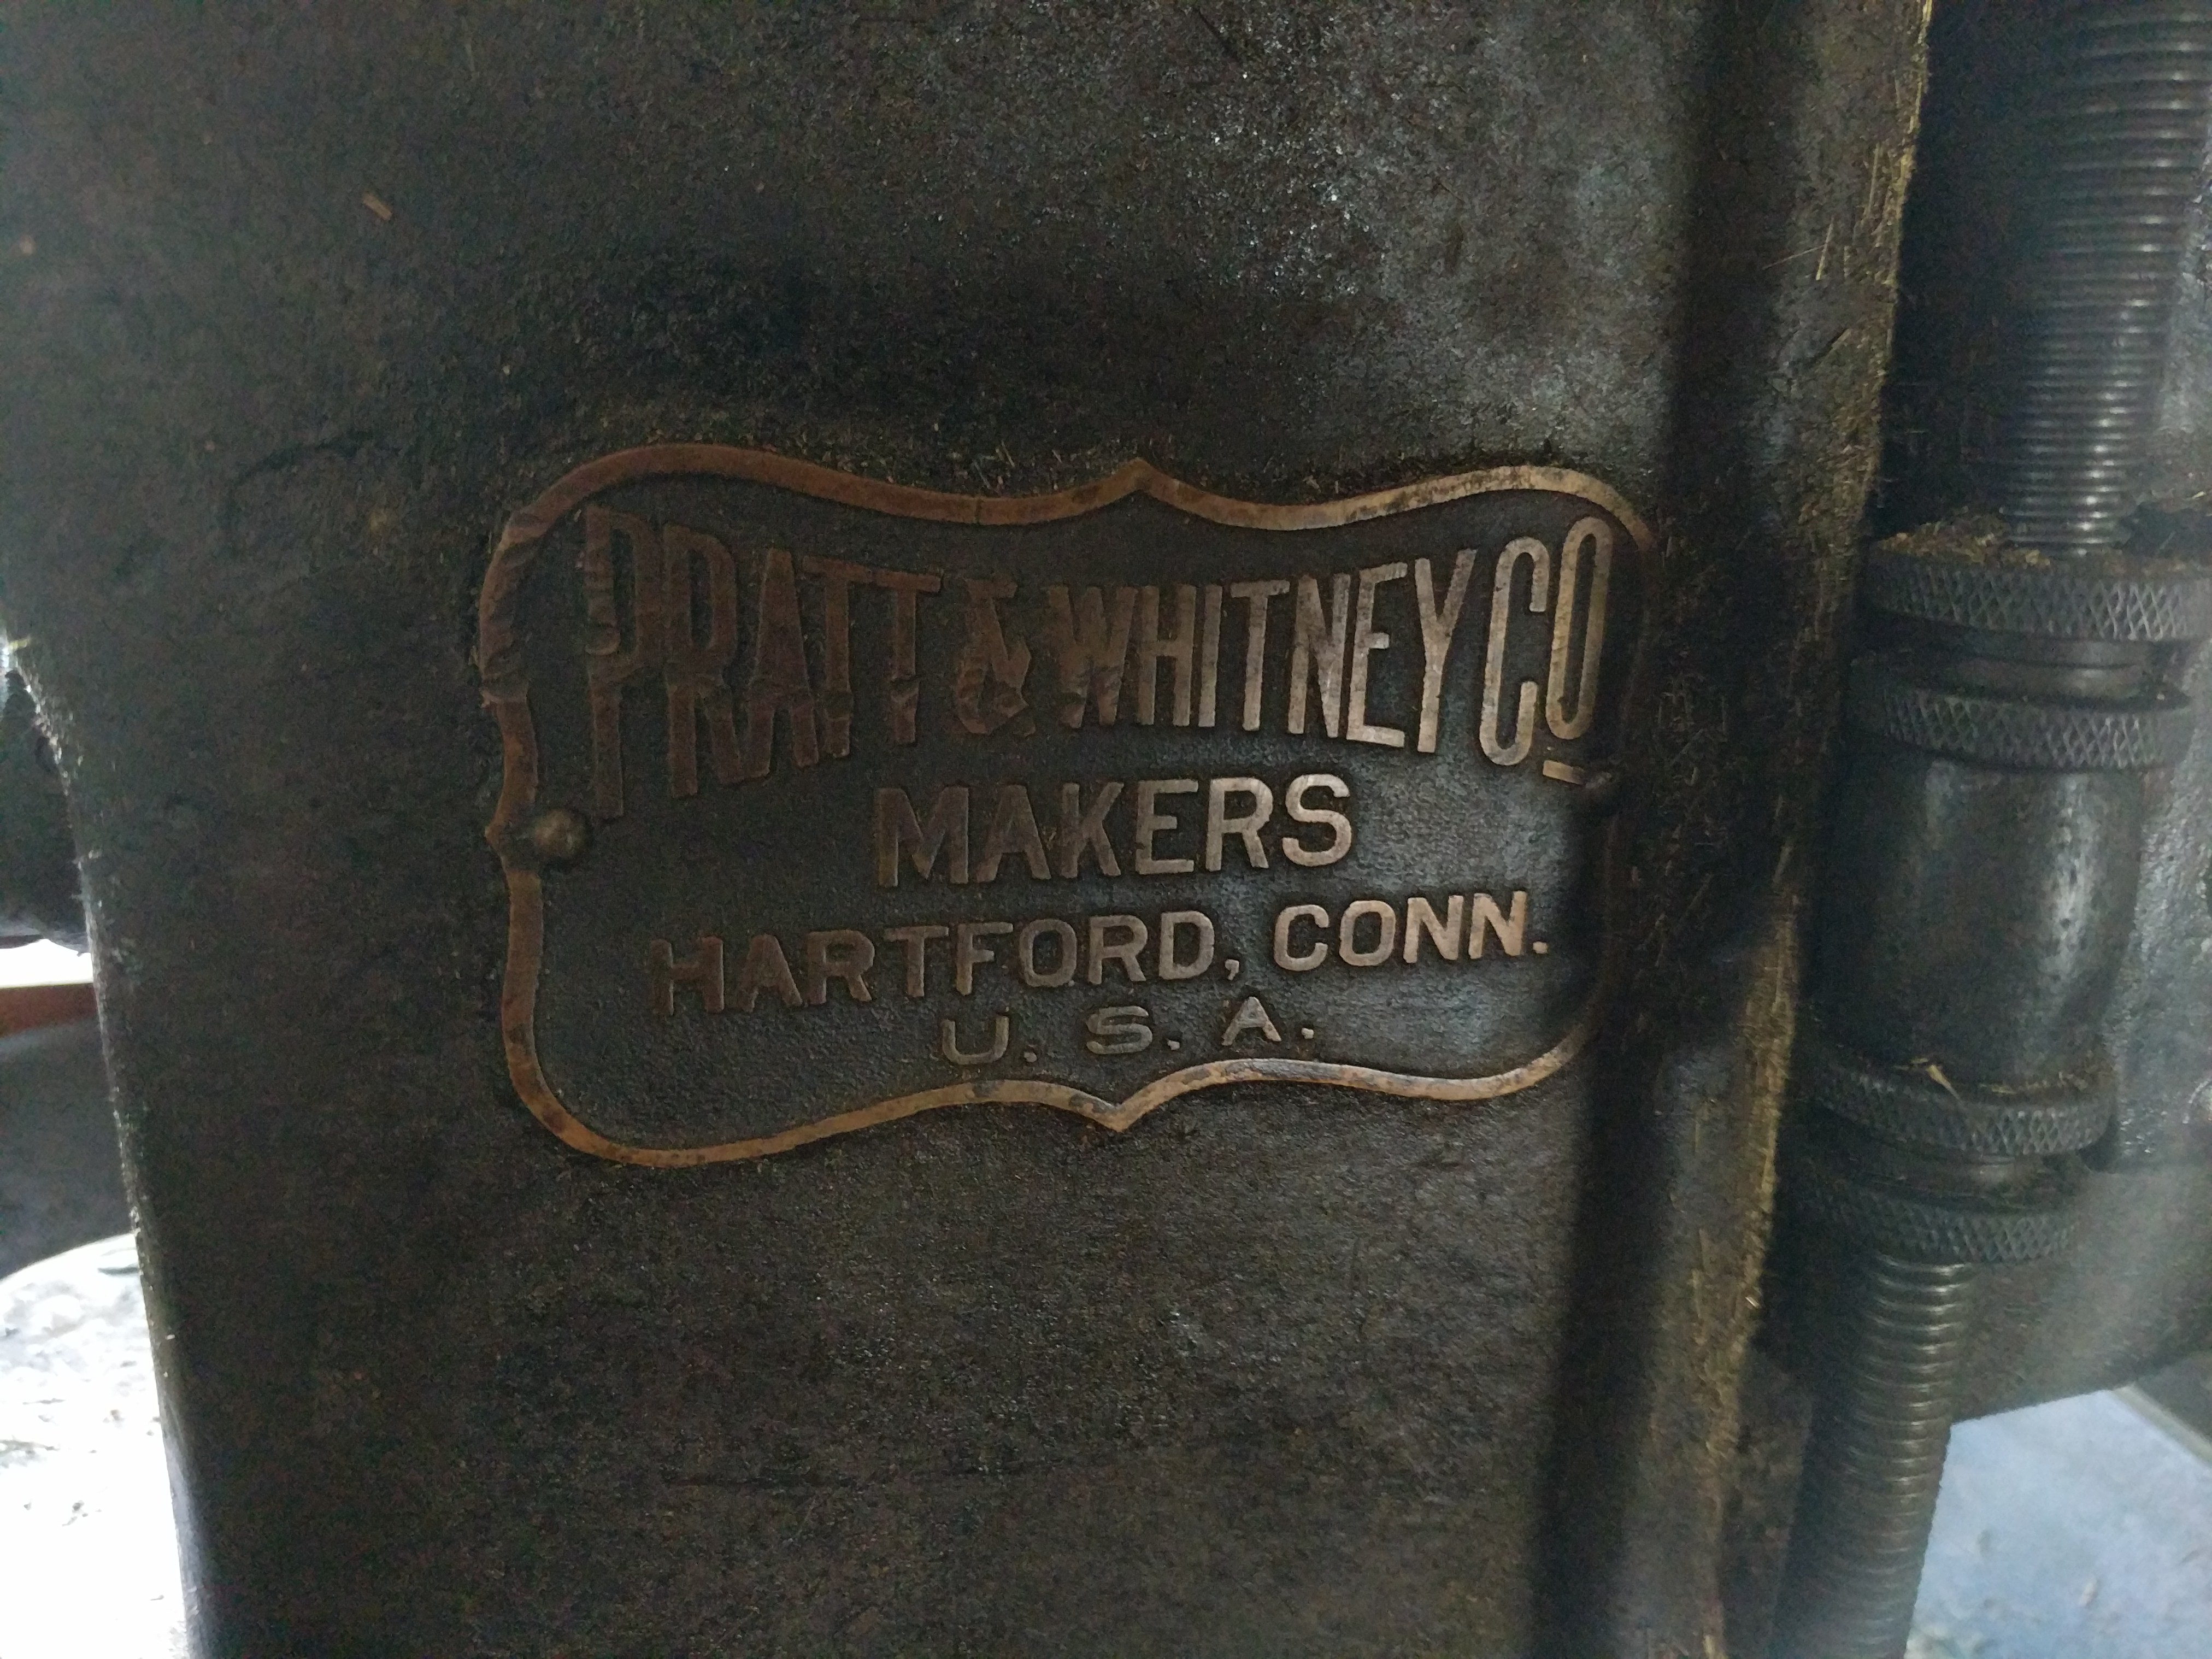 PRATT & WHITNEY CO
MAKERS
HARTFORD, CONN.
U. S. A.